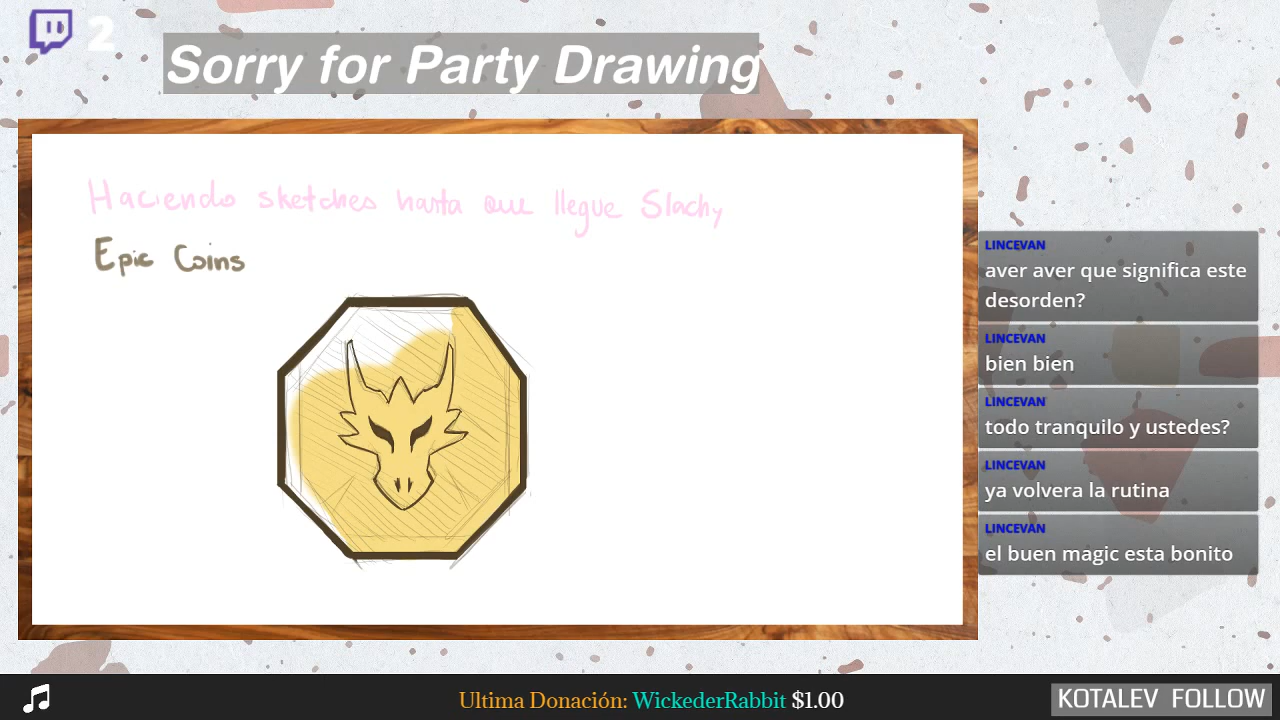 2
Sorry for Party Drawing
Haciendo sketches hasta que llegue Slachy
Epic Coins
LINCEVAN
aver aver que significa este
desorden?
LINCEVAN
bien bien
LINCEVAN
todo tranquilo y ustedes?
LINCEVAN
ya volvera la rutina
LINCEVAN
el buen magic esta bonito
Ultima Donación: WickederRabbit $1.00
KOTALEV FOLLOW